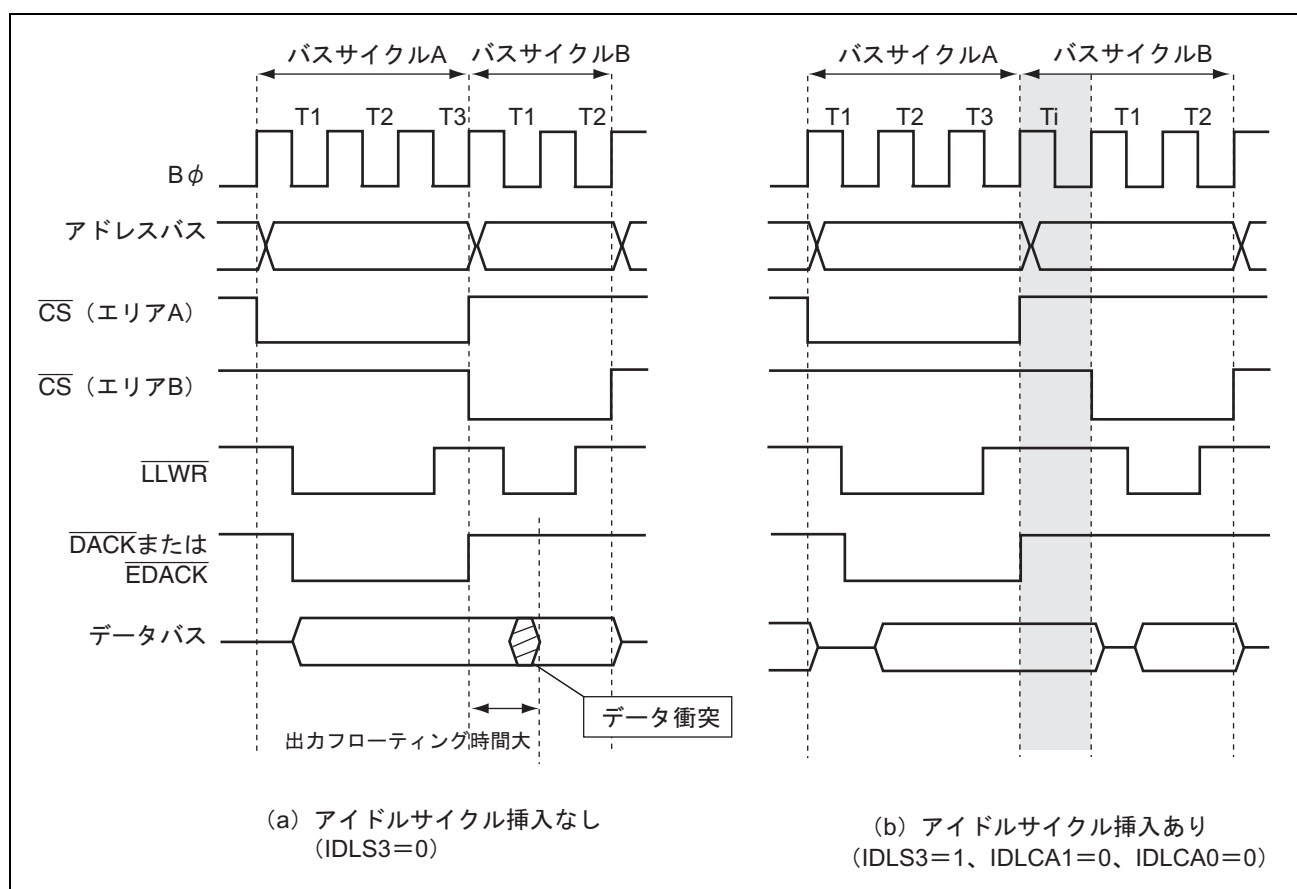 バスサイクルA バスサイクルB
T1 T2 T3 T1 T2
Bφ
アドレスバス
CS（エリアA）
CS（エリアB）
LLWR
DACKまたは
EDACK
データバス
データ衝突
出力フローティング時間大
（a）アイドルサイクル挿入なし
（IDLS3＝0）
バスサイクルA バスサイクルB
T1 T2 T3 Ti T1 T2
（b）アイドルサイクル挿入あり
（IDLS3＝1、IDLCA1＝0、IDLCA0＝0）